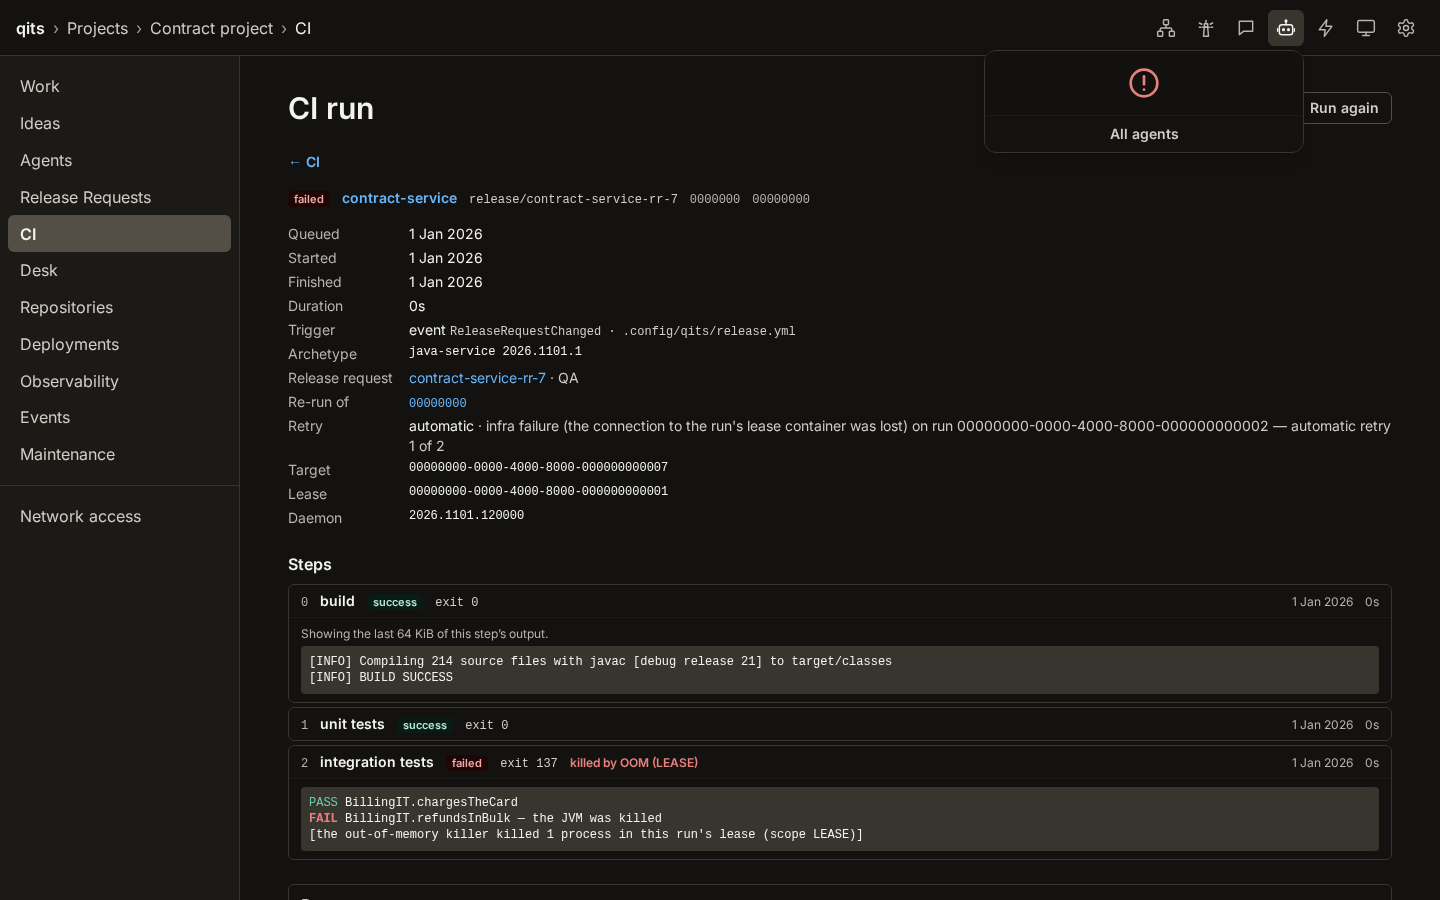 qits › Projects › Contract project › CI
Work
Ideas
Agents
Release Requests
CI
Desk
Repositories
Deployments
Observability
Events
Maintenance
Network access
All agents
CI run
Run again
← CI
failed contract-service release/contract-service-rr-7 0000000 00000000
Queued 1 Jan 2026
Started 1 Jan 2026
Finished 1 Jan 2026
Duration 0s
Trigger event ReleaseRequestChanged · .config/qits/release.yml
Archetype java-service 2026.1101.1
Release request contract-service-rr-7 · QA
Re-run of 00000000
Retry automatic · infra failure (the connection to the run's lease container was lost) on run 00000000-0000-4000-8000-000000000002 — automatic retry
1 of 2
Target 00000000-0000-4000-8000-000000000007
Lease 00000000-0000-4000-8000-000000000001
Daemon 2026.1101.120000
Steps
0 build success exit 0 1 Jan 2026 0s
Showing the last 64 KiB of this step’s output.
[INFO] Compiling 214 source files with javac [debug release 21] to target/classes
[INFO] BUILD SUCCESS
1 unit tests success exit 0 1 Jan 2026 0s
2 integration tests failed exit 137 killed by OOM (LEASE) 1 Jan 2026 0s
PASS BillingIT.chargesTheCard
FAIL BillingIT.refundsInBulk — the JVM was killed
[the out-of-memory killer killed 1 process in this run's lease (scope LEASE)]